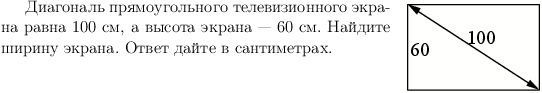 Диагональ прямоугольного телевизионного экра-
на равна 100 см, а высота экрана — 60 см. Найдите
ширину экрана. Ответ дайте в сантиметрах.
100
60